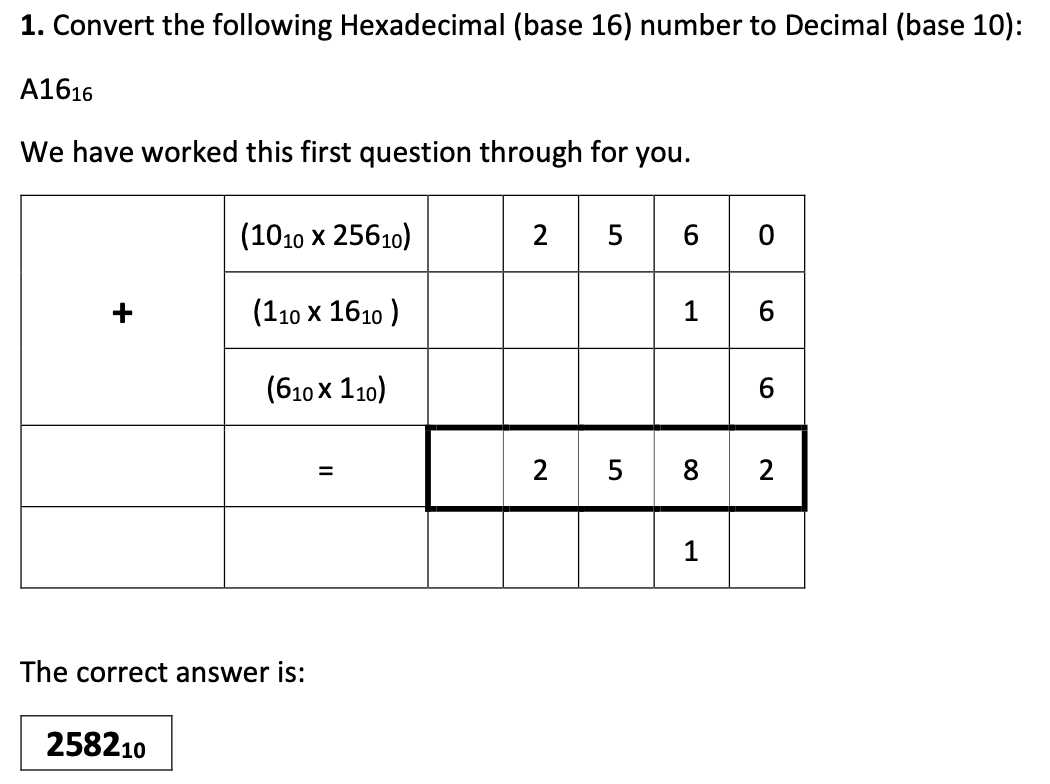 1. Convert the following Hexadecimal (base 16) number to Decimal (base 10):
A16₁₆
We have worked this first question through for you.
(10₁₀ x 256₁₀) 2 5 6 0
+ (1₁₀ x 16₁₀ ) 1 6
(6₁₀ x 1₁₀) 6
= 2 5 8 2
1
The correct answer is:
2582₁₀